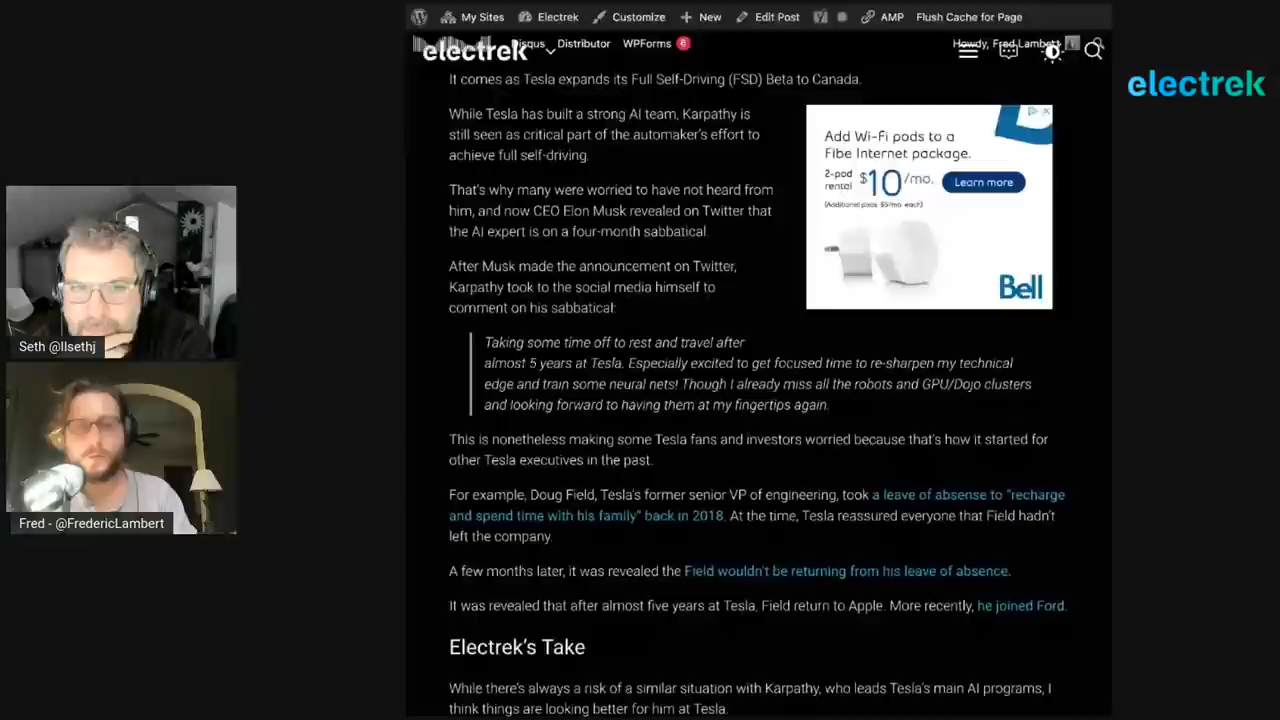 My Sites Electrek Customize New Edit Post AMP Flush Cache for Page
Disqus Distributor WPForms 6 Howdy, Fred Lambert
electrek
electrek
It comes as Tesla expands its Full Self-Driving (FSD) Beta to Canada.
While Tesla has built a strong AI team, Karpathy is
still seen as critical part of the automaker's effort to
achieve full self-driving.
That's why many were worried to have not heard from
him, and now CEO Elon Musk revealed on Twitter that
the AI expert is on a four-month sabbatical.
After Musk made the announcement on Twitter,
Karpathy took to the social media himself to
comment on his sabbatical:
Add Wi-Fi pods to a
Fibe Internet package.
2-pod
rental $10/mo. Learn more
(Additional pods $5/mo. each)
Bell
Taking some time off to rest and travel after
almost 5 years at Tesla. Especially excited to get focused time to re-sharpen my technical
edge and train some neural nets! Though I already miss all the robots and GPU/Dojo clusters
and looking forward to having them at my fingertips again.
This is nonetheless making some Tesla fans and investors worried because that's how it started for
other Tesla executives in the past.
For example, Doug Field, Tesla's former senior VP of engineering, took a leave of absense to “recharge
and spend time with his family” back in 2018. At the time, Tesla reassured everyone that Field hadn't
left the company.
A few months later, it was revealed the Field wouldn't be returning from his leave of absence.
It was revealed that after almost five years at Tesla, Field return to Apple. More recently, he joined Ford.
Electrek's Take
While there's always a risk of a similar situation with Karpathy, who leads Tesla's main AI programs, I
think things are looking better for him at Tesla.
Seth @llsethj
Fred - @FredericLambert